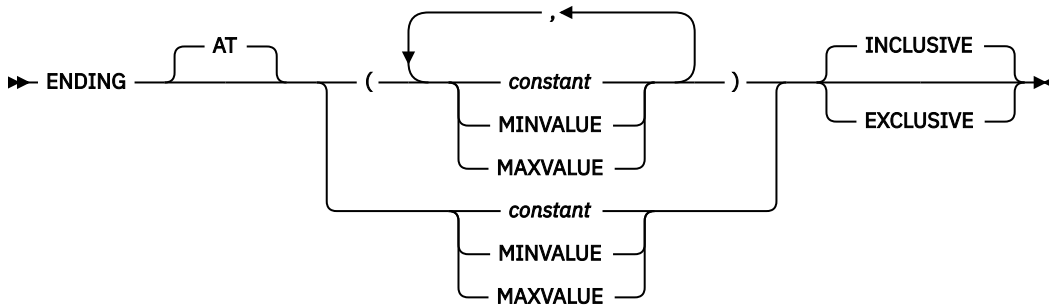 ,
AT
INCLUSIVE
ENDING ( constant )
MINVALUE
EXCLUSIVE
MAXVALUE
constant
MINVALUE
MAXVALUE